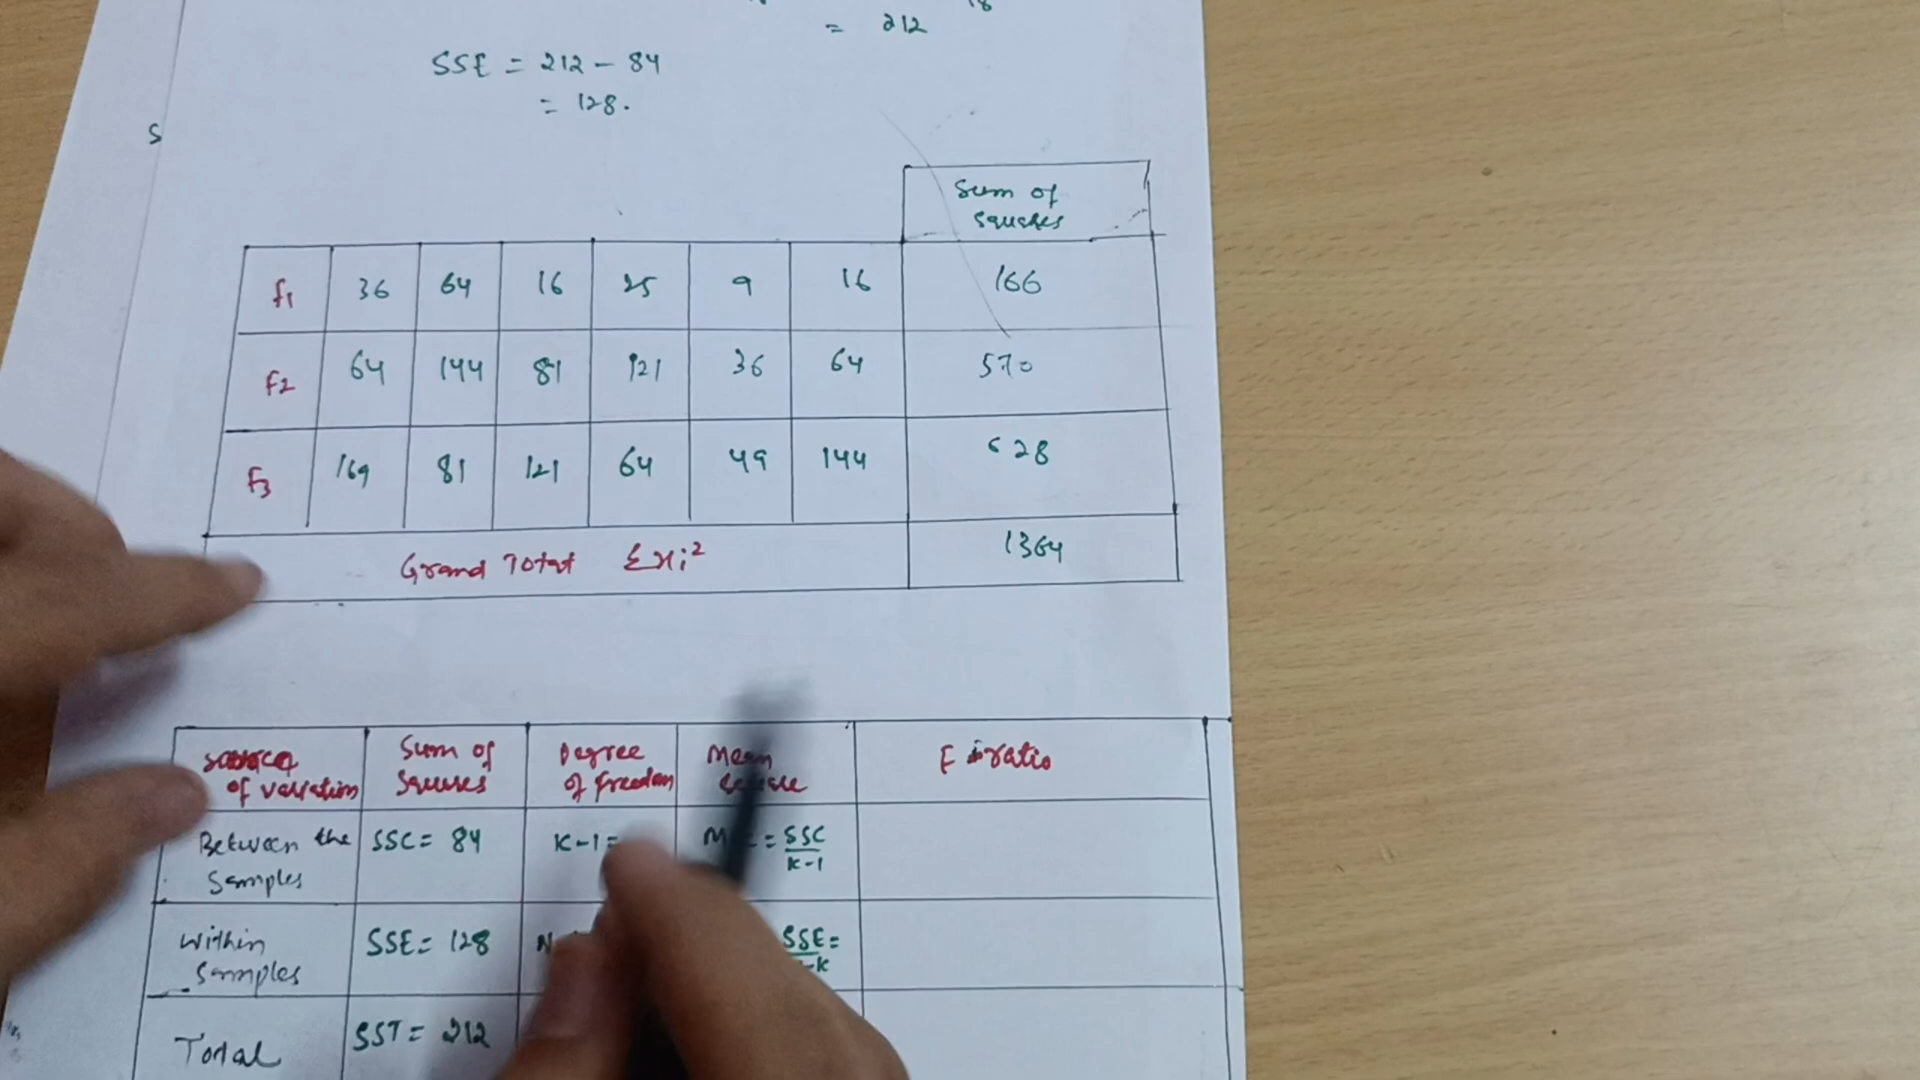 18
= 212
SSE = 212 - 84
= 128.
S
Sum of
squares
f1 36 64 16 25 9 16 166
F2 64 144 81 121 36 64 570
F3 169 81 121 64 49 144 628
Grand Total Σxi² 1364
source
of variation
Sum of
Squares
Degree
of freedom
Mean
F ratio
Between the
Samples
SSC = 84
K-1 =
= SSC
K-1
within
Samples
SSE = 128
N
SSE =
-K
Total
SST = 212